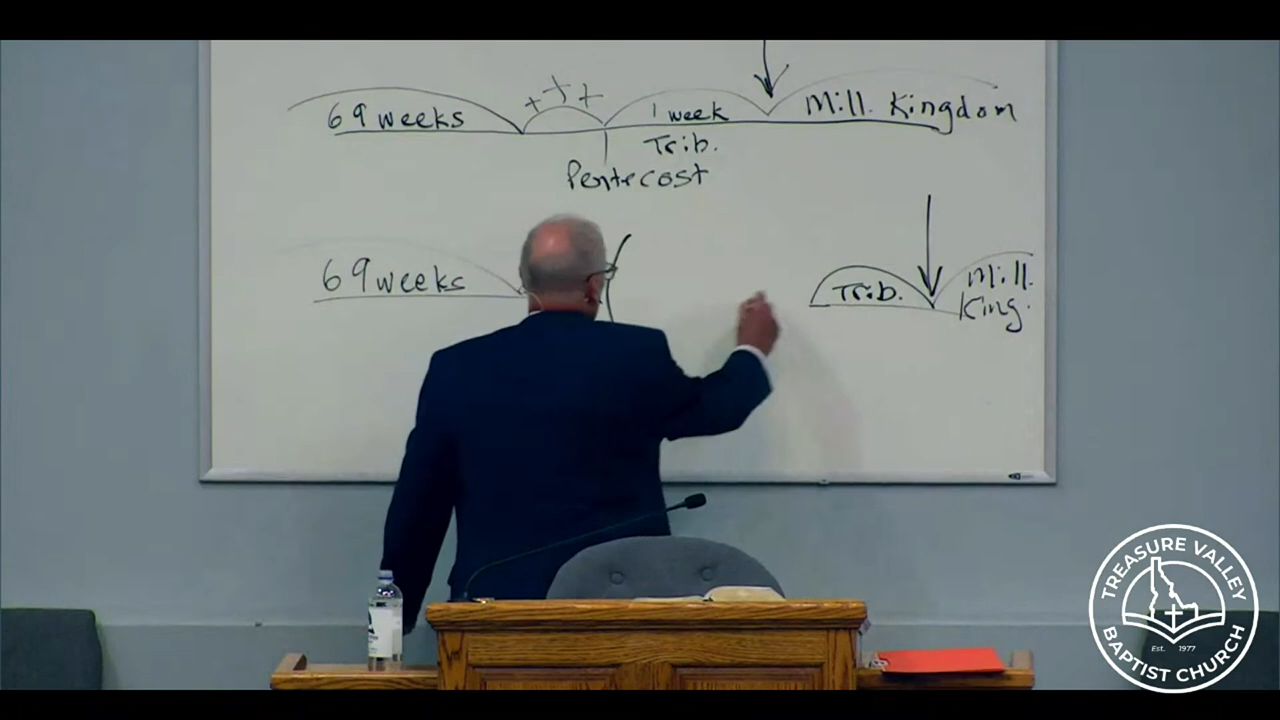 69 weeks
1 week
Mill. Kingdom
Trib.
Pentecost
69 weeks
Trib.
Mill.
King.
TREASURE VALLEY
Est. 1977
BAPTIST CHURCH